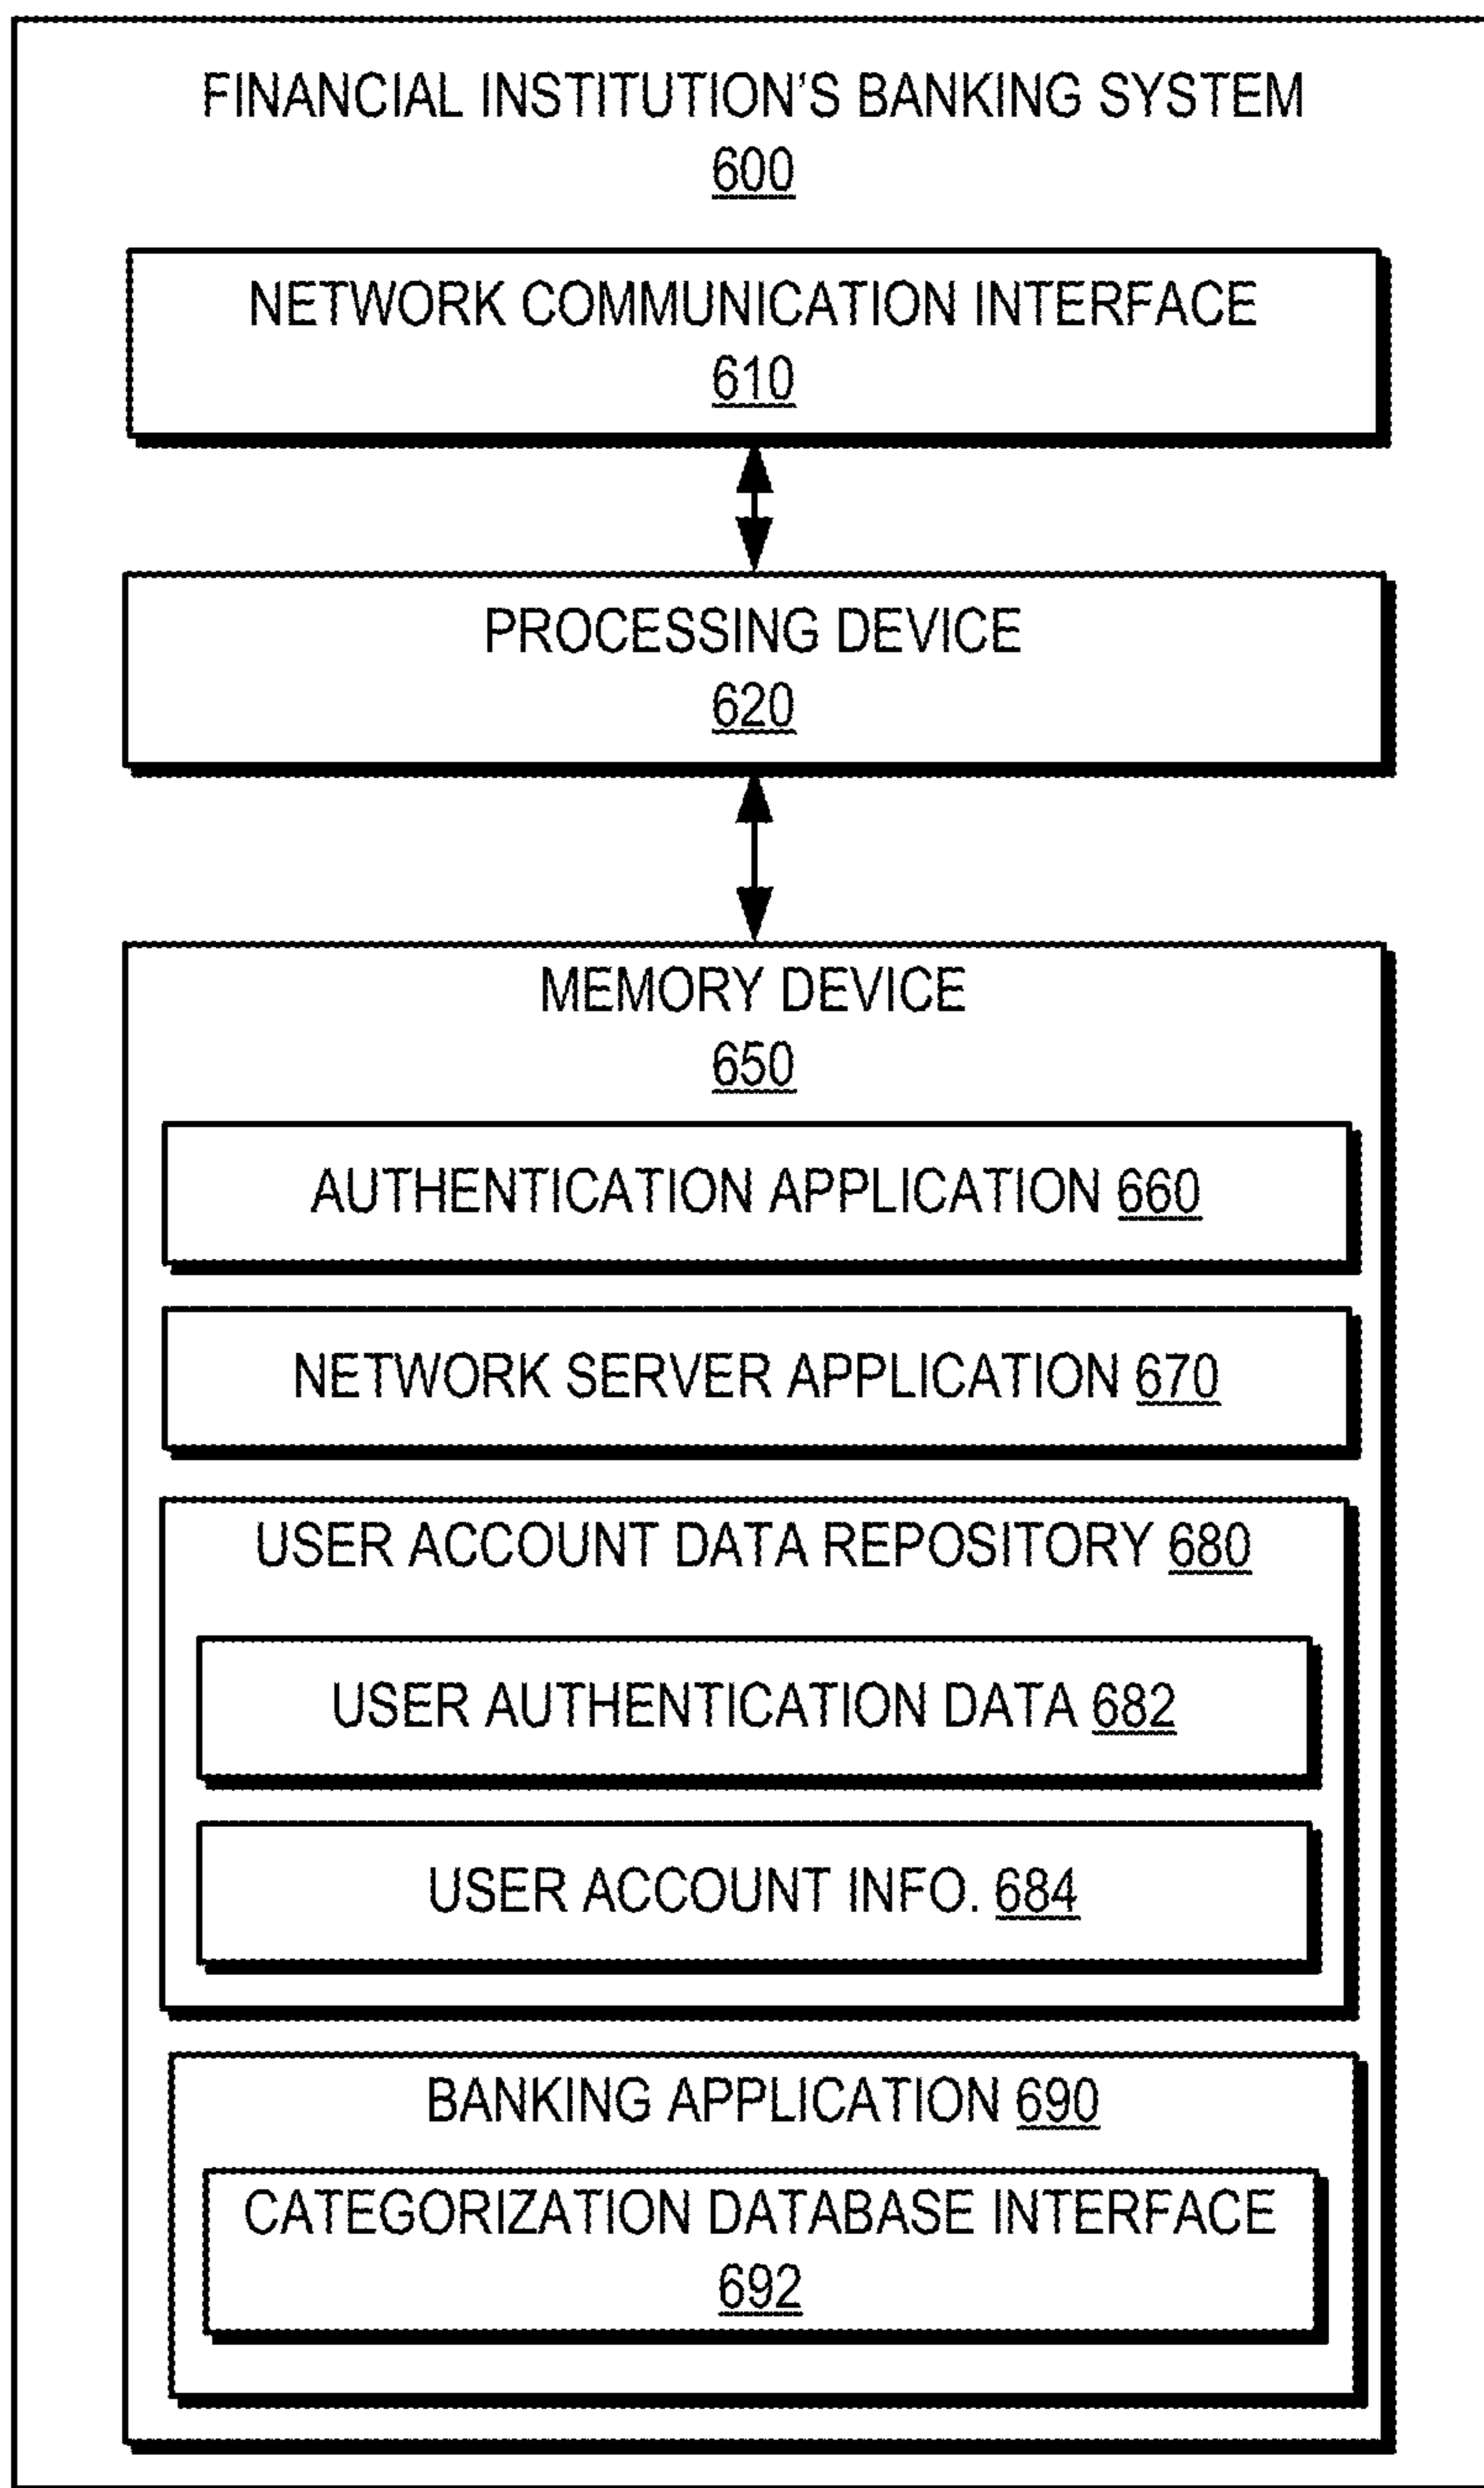 FINANCIAL INSTITUTION'S BANKING SYSTEM
600
NETWORK COMMUNICATION INTERFACE
610
PROCESSING DEVICE
620
MEMORY DEVICE
650
AUTHENTICATION APPLICATION 660
NETWORK SERVER APPLICATION 670
USER ACCOUNT DATA REPOSITORY 680
USER AUTHENTICATION DATA 682
USER ACCOUNT INFO. 684
BANKING APPLICATION 690
CATEGORIZATION DATABASE INTERFACE
692